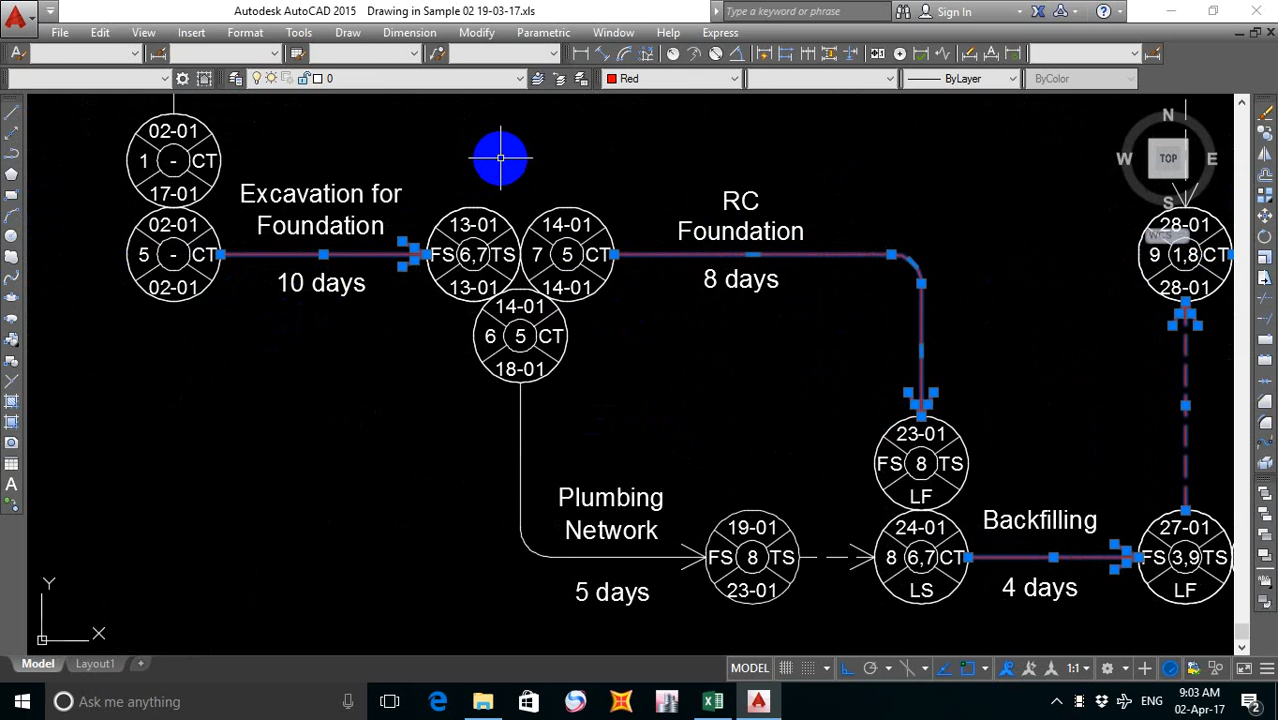 Autodesk AutoCAD 2015 Drawing in Sample 02 19-03-17.xls
Type a keyword or phrase
Sign In
File Edit View Insert Format Tools Draw Dimension Modify Parametric Window Help Express
0
Red
ByLayer
ByColor
N
W TOP E
S
WCS
02-01
1 - CT
17-01
02-01
5 - CT
02-01
Excavation for
Foundation
10 days
13-01
FS 6,7 TS
13-01
14-01
7 5 CT
14-01
14-01
6 5 CT
18-01
RC
Foundation
8 days
28-01
9 1,8 CT
28-01
23-01
FS 8 TS
LF
Plumbing
Network
5 days
19-01
FS 8 TS
23-01
24-01
8 6,7 CT
LS
Backfilling
4 days
27-01
FS 3,9 TS
LF
Y
X
Model Layout1 +
MODEL
1:1
Ask me anything
ENG
9:03 AM
02-Apr-17
2